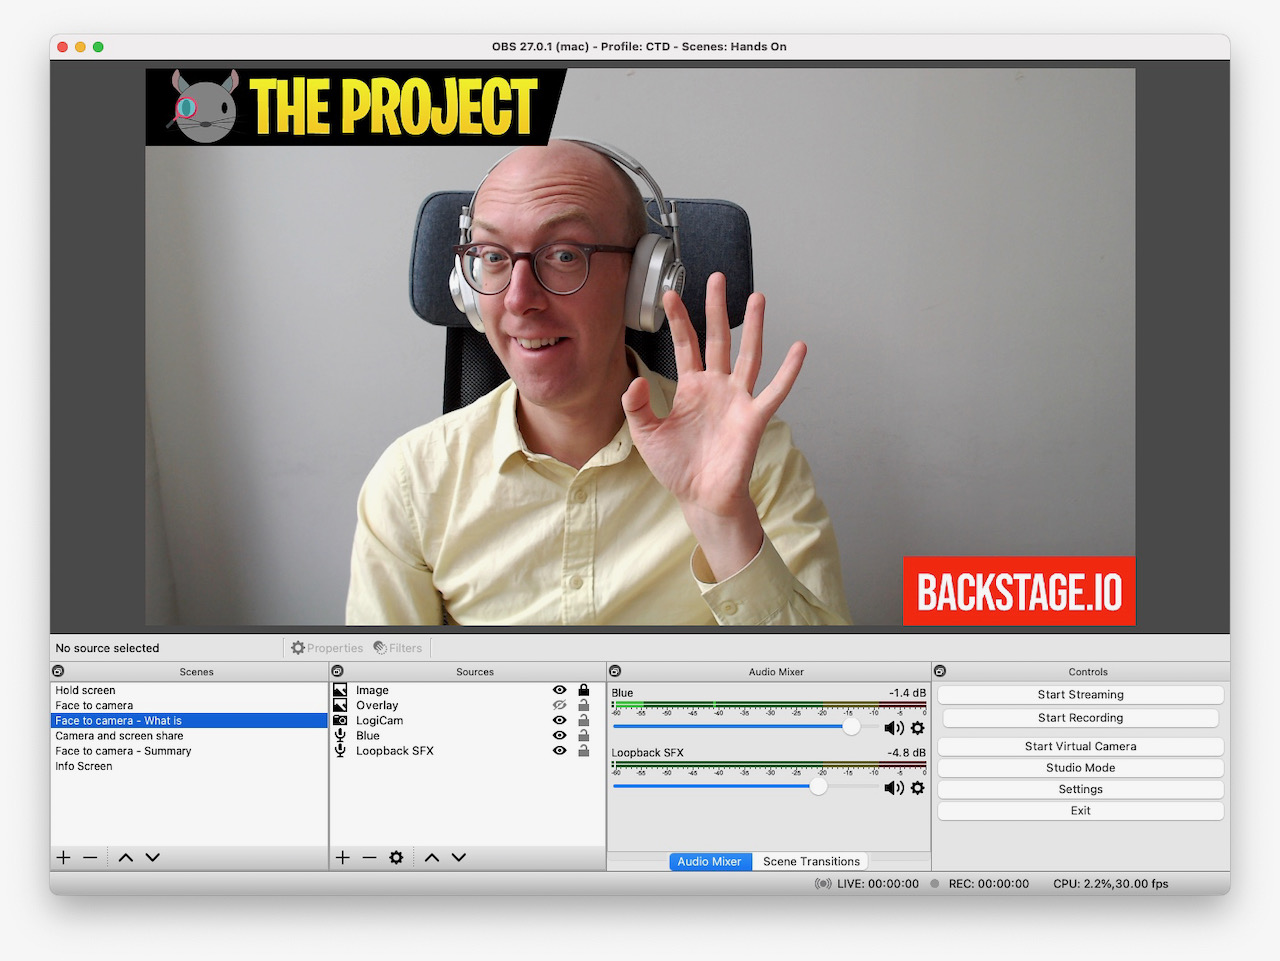 OBS 27.0.1 (mac) - Profile: CTD - Scenes: Hands On
THE PROJECT
BACKSTAGE.IO
No source selected
Properties
Filters
Scenes
Hold screen
Face to camera
Face to camera - What is
Camera and screen share
Face to camera - Summary
Info Screen
Sources
Image
Overlay
LogiCam
Blue
Loopback SFX
Audio Mixer
Blue
-1.4 dB
-60 -55 -50 -45 -40 -35 -30 -25 -20 -15 -10 -5 0
Loopback SFX
-4.8 dB
-60 -55 -50 -45 -40 -35 -30 -25 -20 -15 -10 -5 0
Audio Mixer
Scene Transitions
Controls
Start Streaming
Start Recording
Start Virtual Camera
Studio Mode
Settings
Exit
LIVE: 00:00:00
REC: 00:00:00
CPU: 2.2%,30.00 fps